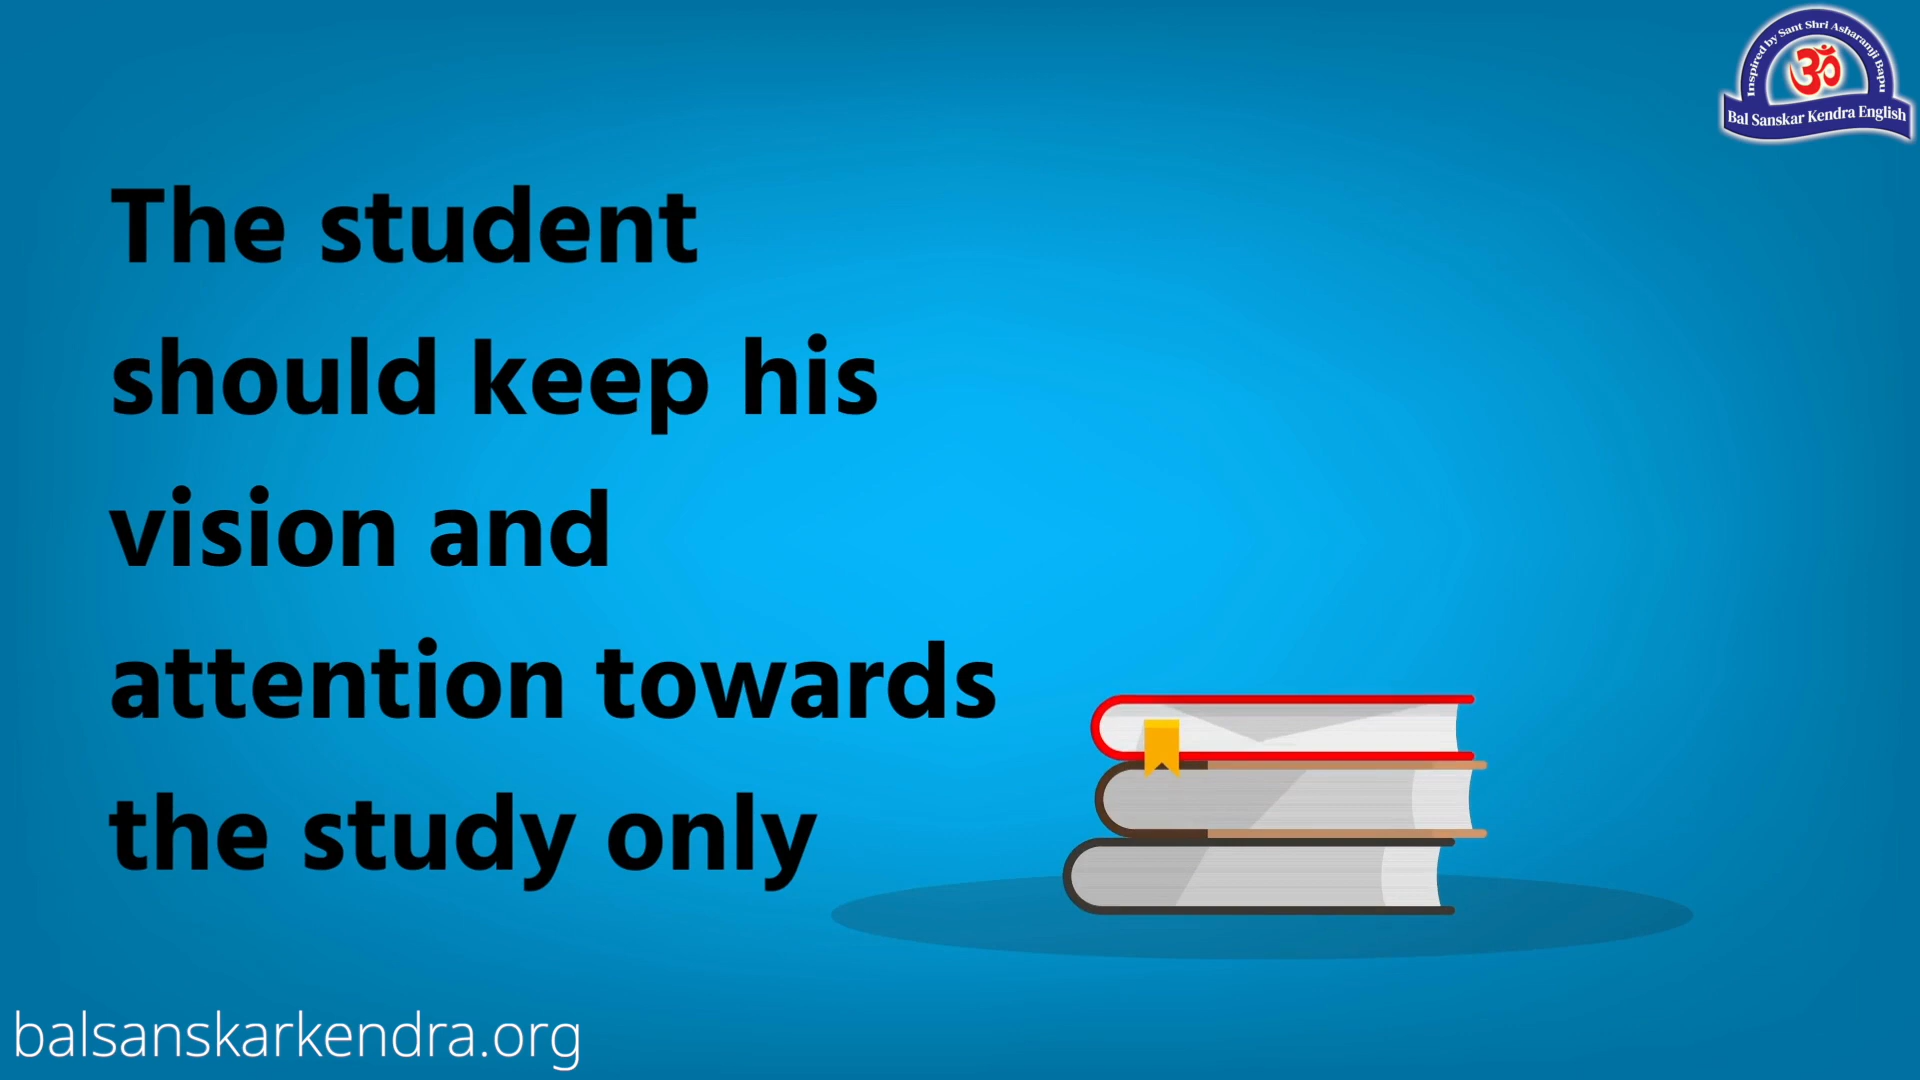 Inspired by Sant Shri Asharamji Bapu
ॐ
Bal Sanskar Kendra English
The student
should keep his
vision and
attention towards
the study only
balsanskarkendra.org